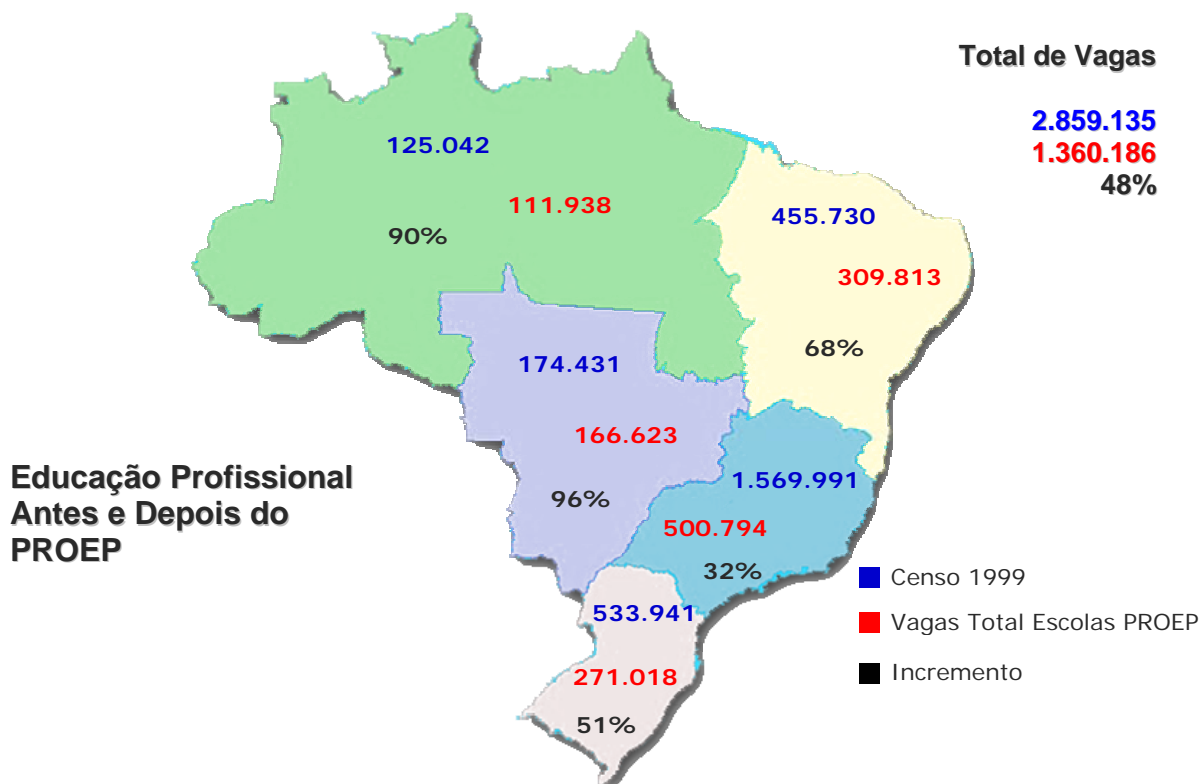 Total de Vagas
2.859.135
1.360.186
48%
125.042
111.938
90%
455.730
309.813
68%
174.431
166.623
96%
1.569.991
500.794
32%
533.941
271.018
51%
Educação Profissional
Antes e Depois do
PROEP
Censo 1999
Vagas Total Escolas PROEP
Incremento